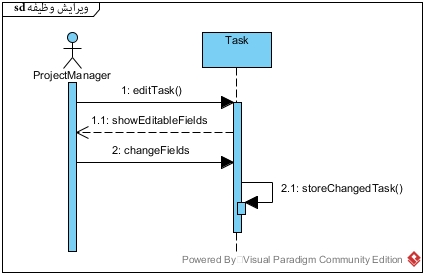 sd ویرایش وظیفه
Task
ProjectManager
1: editTask()
1.1: showEditableFields
2: changeFields
2.1: storeChangedTask()
Powered By Visual Paradigm Community Edition